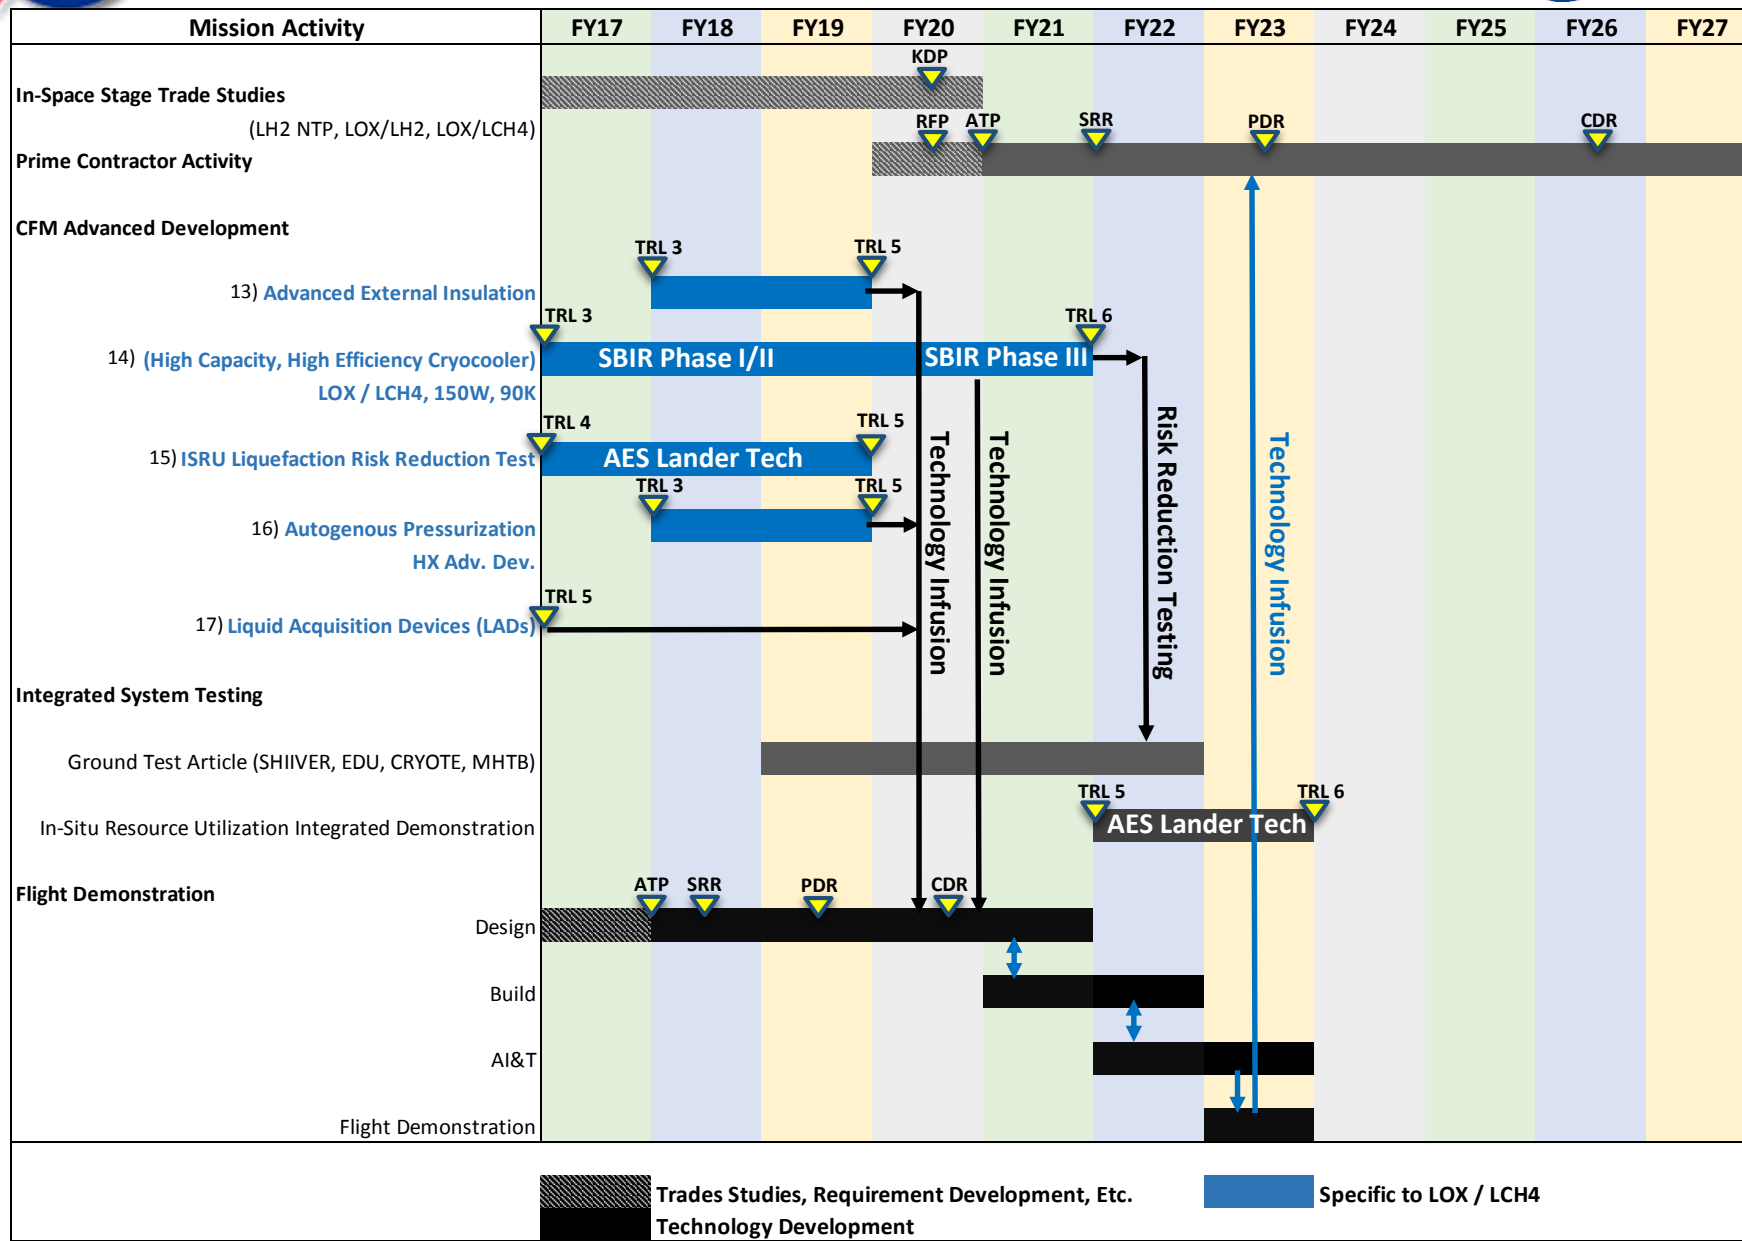 Mission Activity FY17 FY18 FY19 FY20 FY21 FY22 FY23 FY24 FY25 FY26 FY27
KDP
In-Space Stage Trade Studies
(LH2 NTP, LOX/LH2, LOX/LCH4)
RFP ATP SRR PDR CDR
Prime Contractor Activity
CFM Advanced Development
TRL 3 TRL 5
13) Advanced External Insulation
TRL 3 TRL 6
14) (High Capacity, High Efficiency Cryocooler) SBIR Phase I/II SBIR Phase III
LOX / LCH4, 150W, 90K
TRL 4 TRL 5
15) ISRU Liquefaction Risk Reduction Test AES Lander Tech
TRL 3 TRL 5
16) Autogenous Pressurization
HX Adv. Dev.
TRL 5
17) Liquid Acquisition Devices (LADs)
Technology Infusion
Technology Infusion
Risk Reduction Testing
Technology Infusion
Integrated System Testing
Ground Test Article (SHIIVER, EDU, CRYOTE, MHTB)
TRL 5 TRL 6
In-Situ Resource Utilization Integrated Demonstration AES Lander Tech
Flight Demonstration
ATP SRR PDR CDR
Design
Build
AI&T
Flight Demonstration
Trades Studies, Requirement Development, Etc. Specific to LOX / LCH4
Technology Development